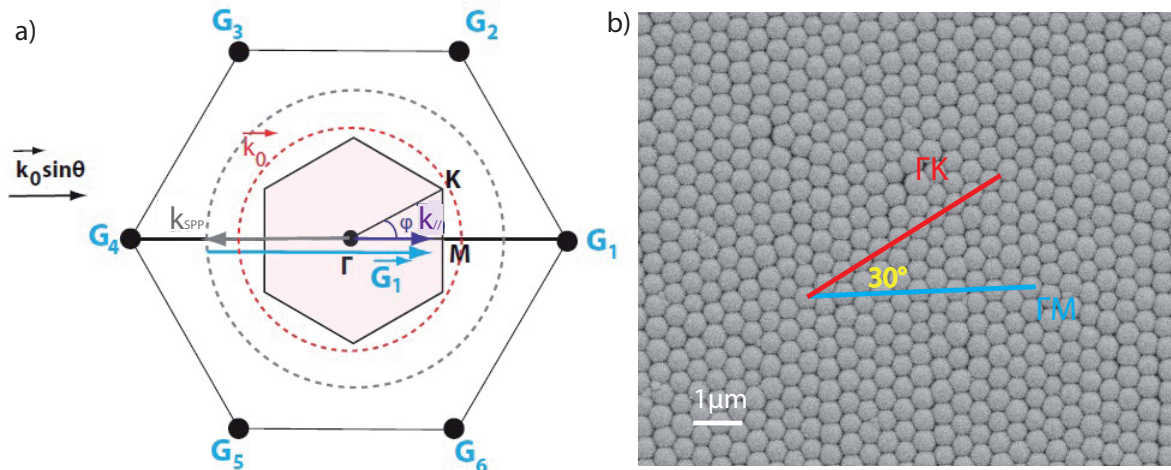 a)
G3
G2
k0
k0sinθ
K
kSPP
φ
k//
G4
G1
Γ
M
G1
G5
G6
b)
ΓK
30°
ΓM
1µm